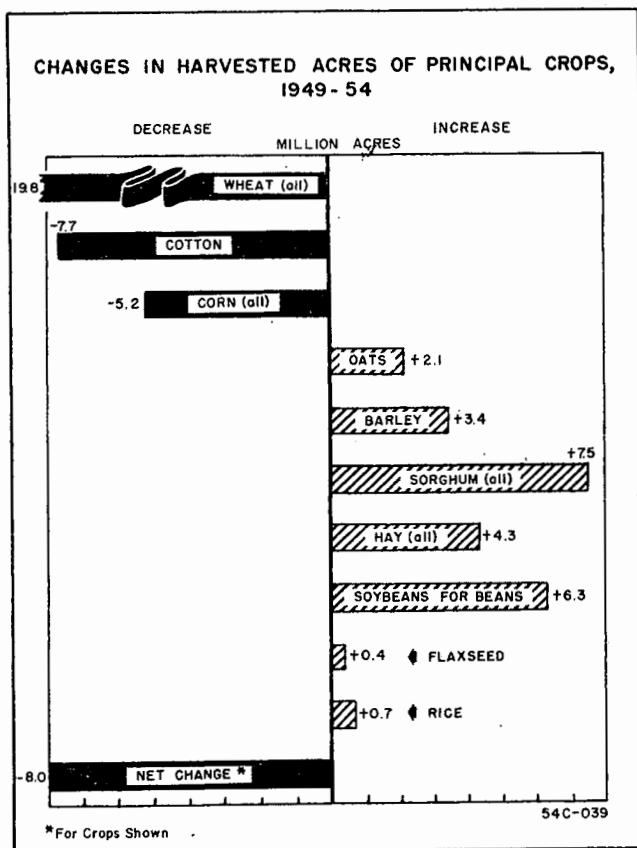 CHANGES IN HARVESTED ACRES OF PRINCIPAL CROPS,
1949-54
DECREASE
INCREASE
MILLION ACRES
19.8
WHEAT (all)
-7.7
COTTON
-5.2
CORN (all)
OATS
+2.1
BARLEY
+3.4
+7.5
SORGHUM (all)
HAY (all)
+4.3
SOYBEANS FOR BEANS
+6.3
+0.4
FLAXSEED
+0.7
RICE
-8.0
NET CHANGE *
54C-039
*For Crops Shown